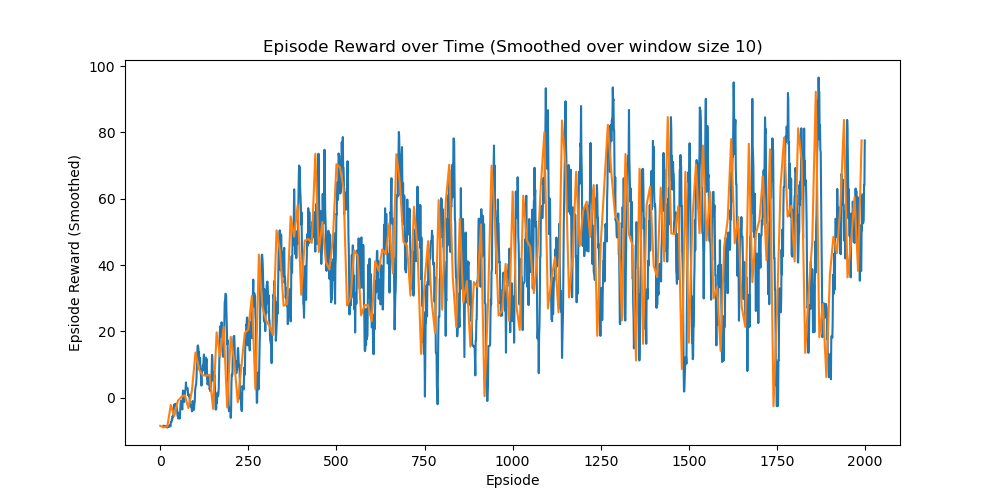 Episode Reward over Time (Smoothed over window size 10)
Epsiode Reward (Smoothed)
100
80
60
40
20
0
0 250 500 750 1000 1250 1500 1750 2000
Epsiode